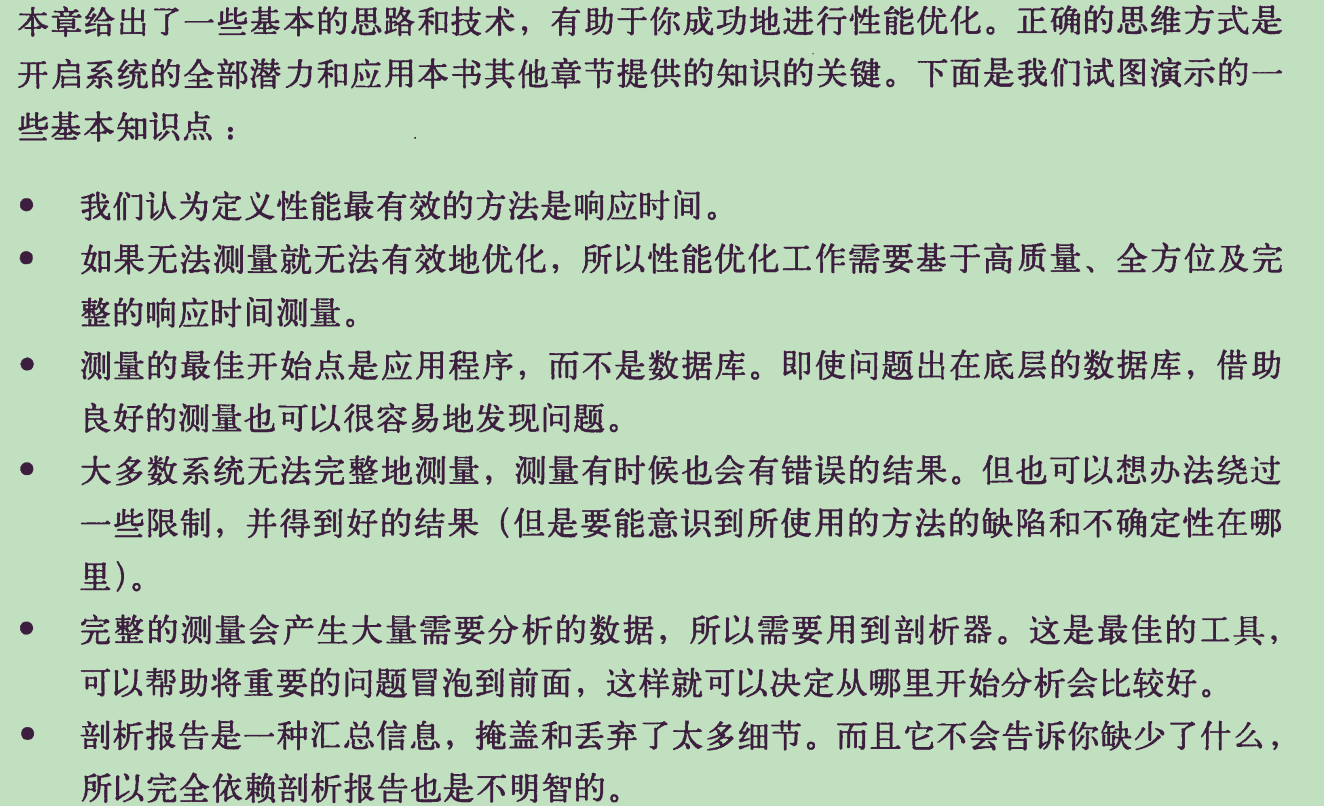 本章给出了一些基本的思路和技术，有助于你成功地进行性能优化。正确的思维方式是
开启系统的全部潜力和应用本书其他章节提供的知识的关键。下面是我们试图演示的一
些基本知识点：
• 我们认为定义性能最有效的方法是响应时间。
• 如果无法测量就无法有效地优化，所以性能优化工作需要基于高质量、全方位及完
整的响应时间测量。
• 测量的最佳开始点是应用程序，而不是数据库。即使问题出在底层的数据库，借助
良好的测量也可以很容易地发现问题。
• 大多数系统无法完整地测量，测量有时候也会有错误的结果。但也可以想办法绕过
一些限制，并得到好的结果（但是要能意识到所使用的方法的缺陷和不确定性在哪
里）。
• 完整的测量会产生大量需要分析的数据，所以需要用到剖析器。这是最佳的工具，
可以帮助将重要的问题冒泡到前面，这样就可以决定从哪里开始分析会比较好。
• 剖析报告是一种汇总信息，掩盖和丢弃了太多细节。而且它不会告诉你缺少了什么，
所以完全依赖剖析报告也是不明智的。